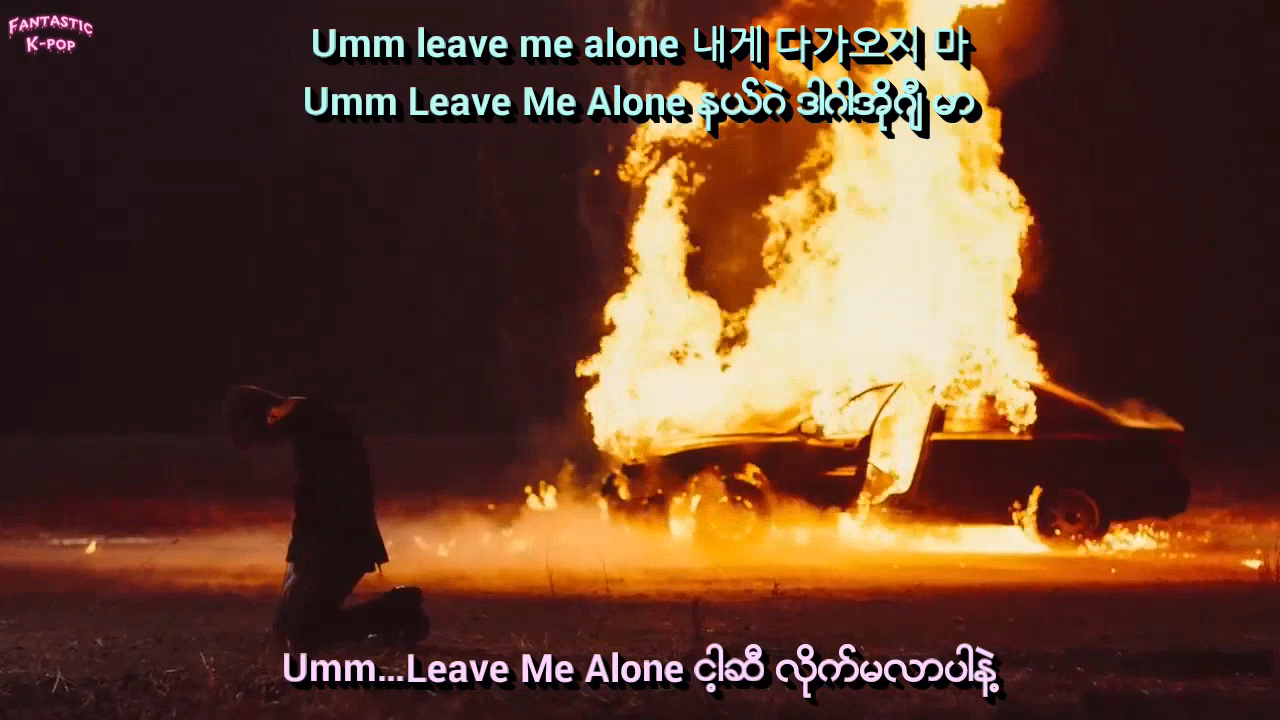 FANTASTIC
K-POP
Umm leave me alone 내게 다가오지 마
Umm Leave Me Alone နယ်ဂဲ ဒါဂါအိုဂျီ မာ
Umm...Leave Me Alone ငါ့ဆီ လိုက်မလာပါနဲ့